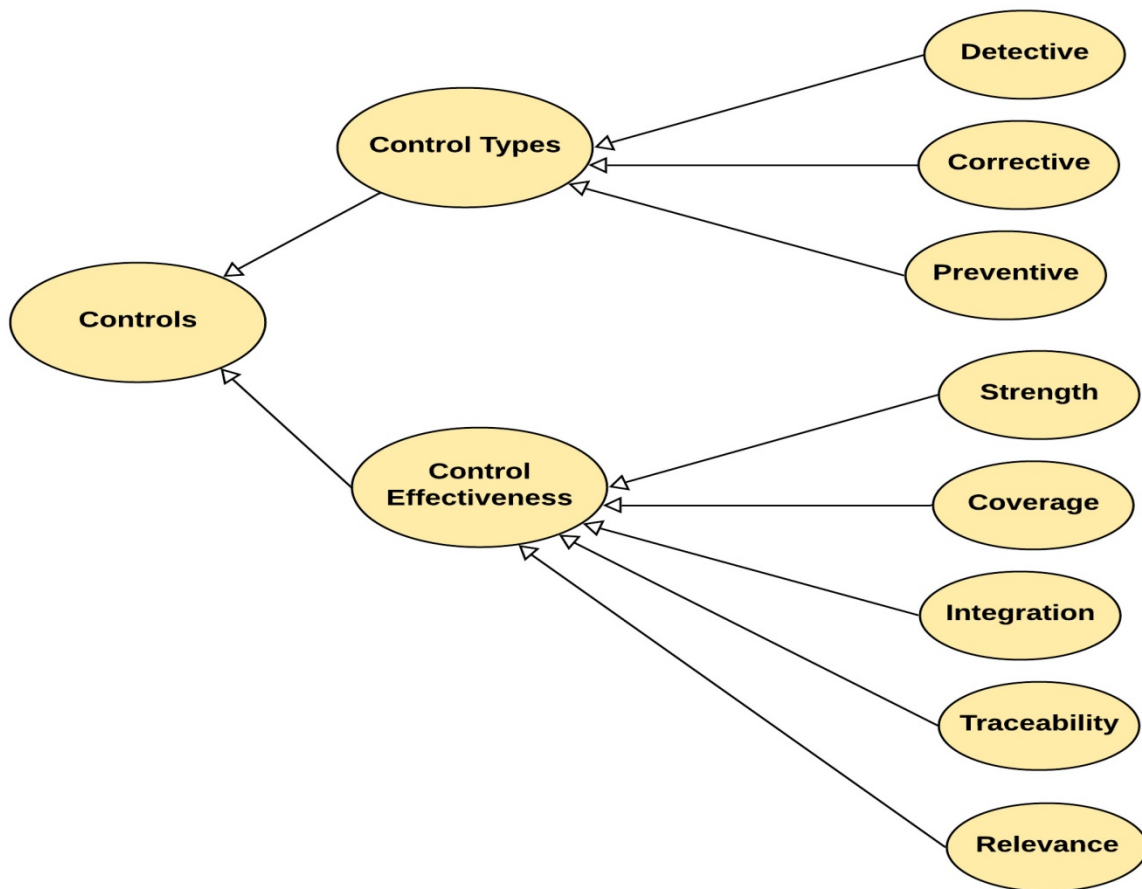 Detective
Control Types
Corrective
Preventive
Controls
Strength
Control
Effectiveness
Coverage
Integration
Traceability
Relevance